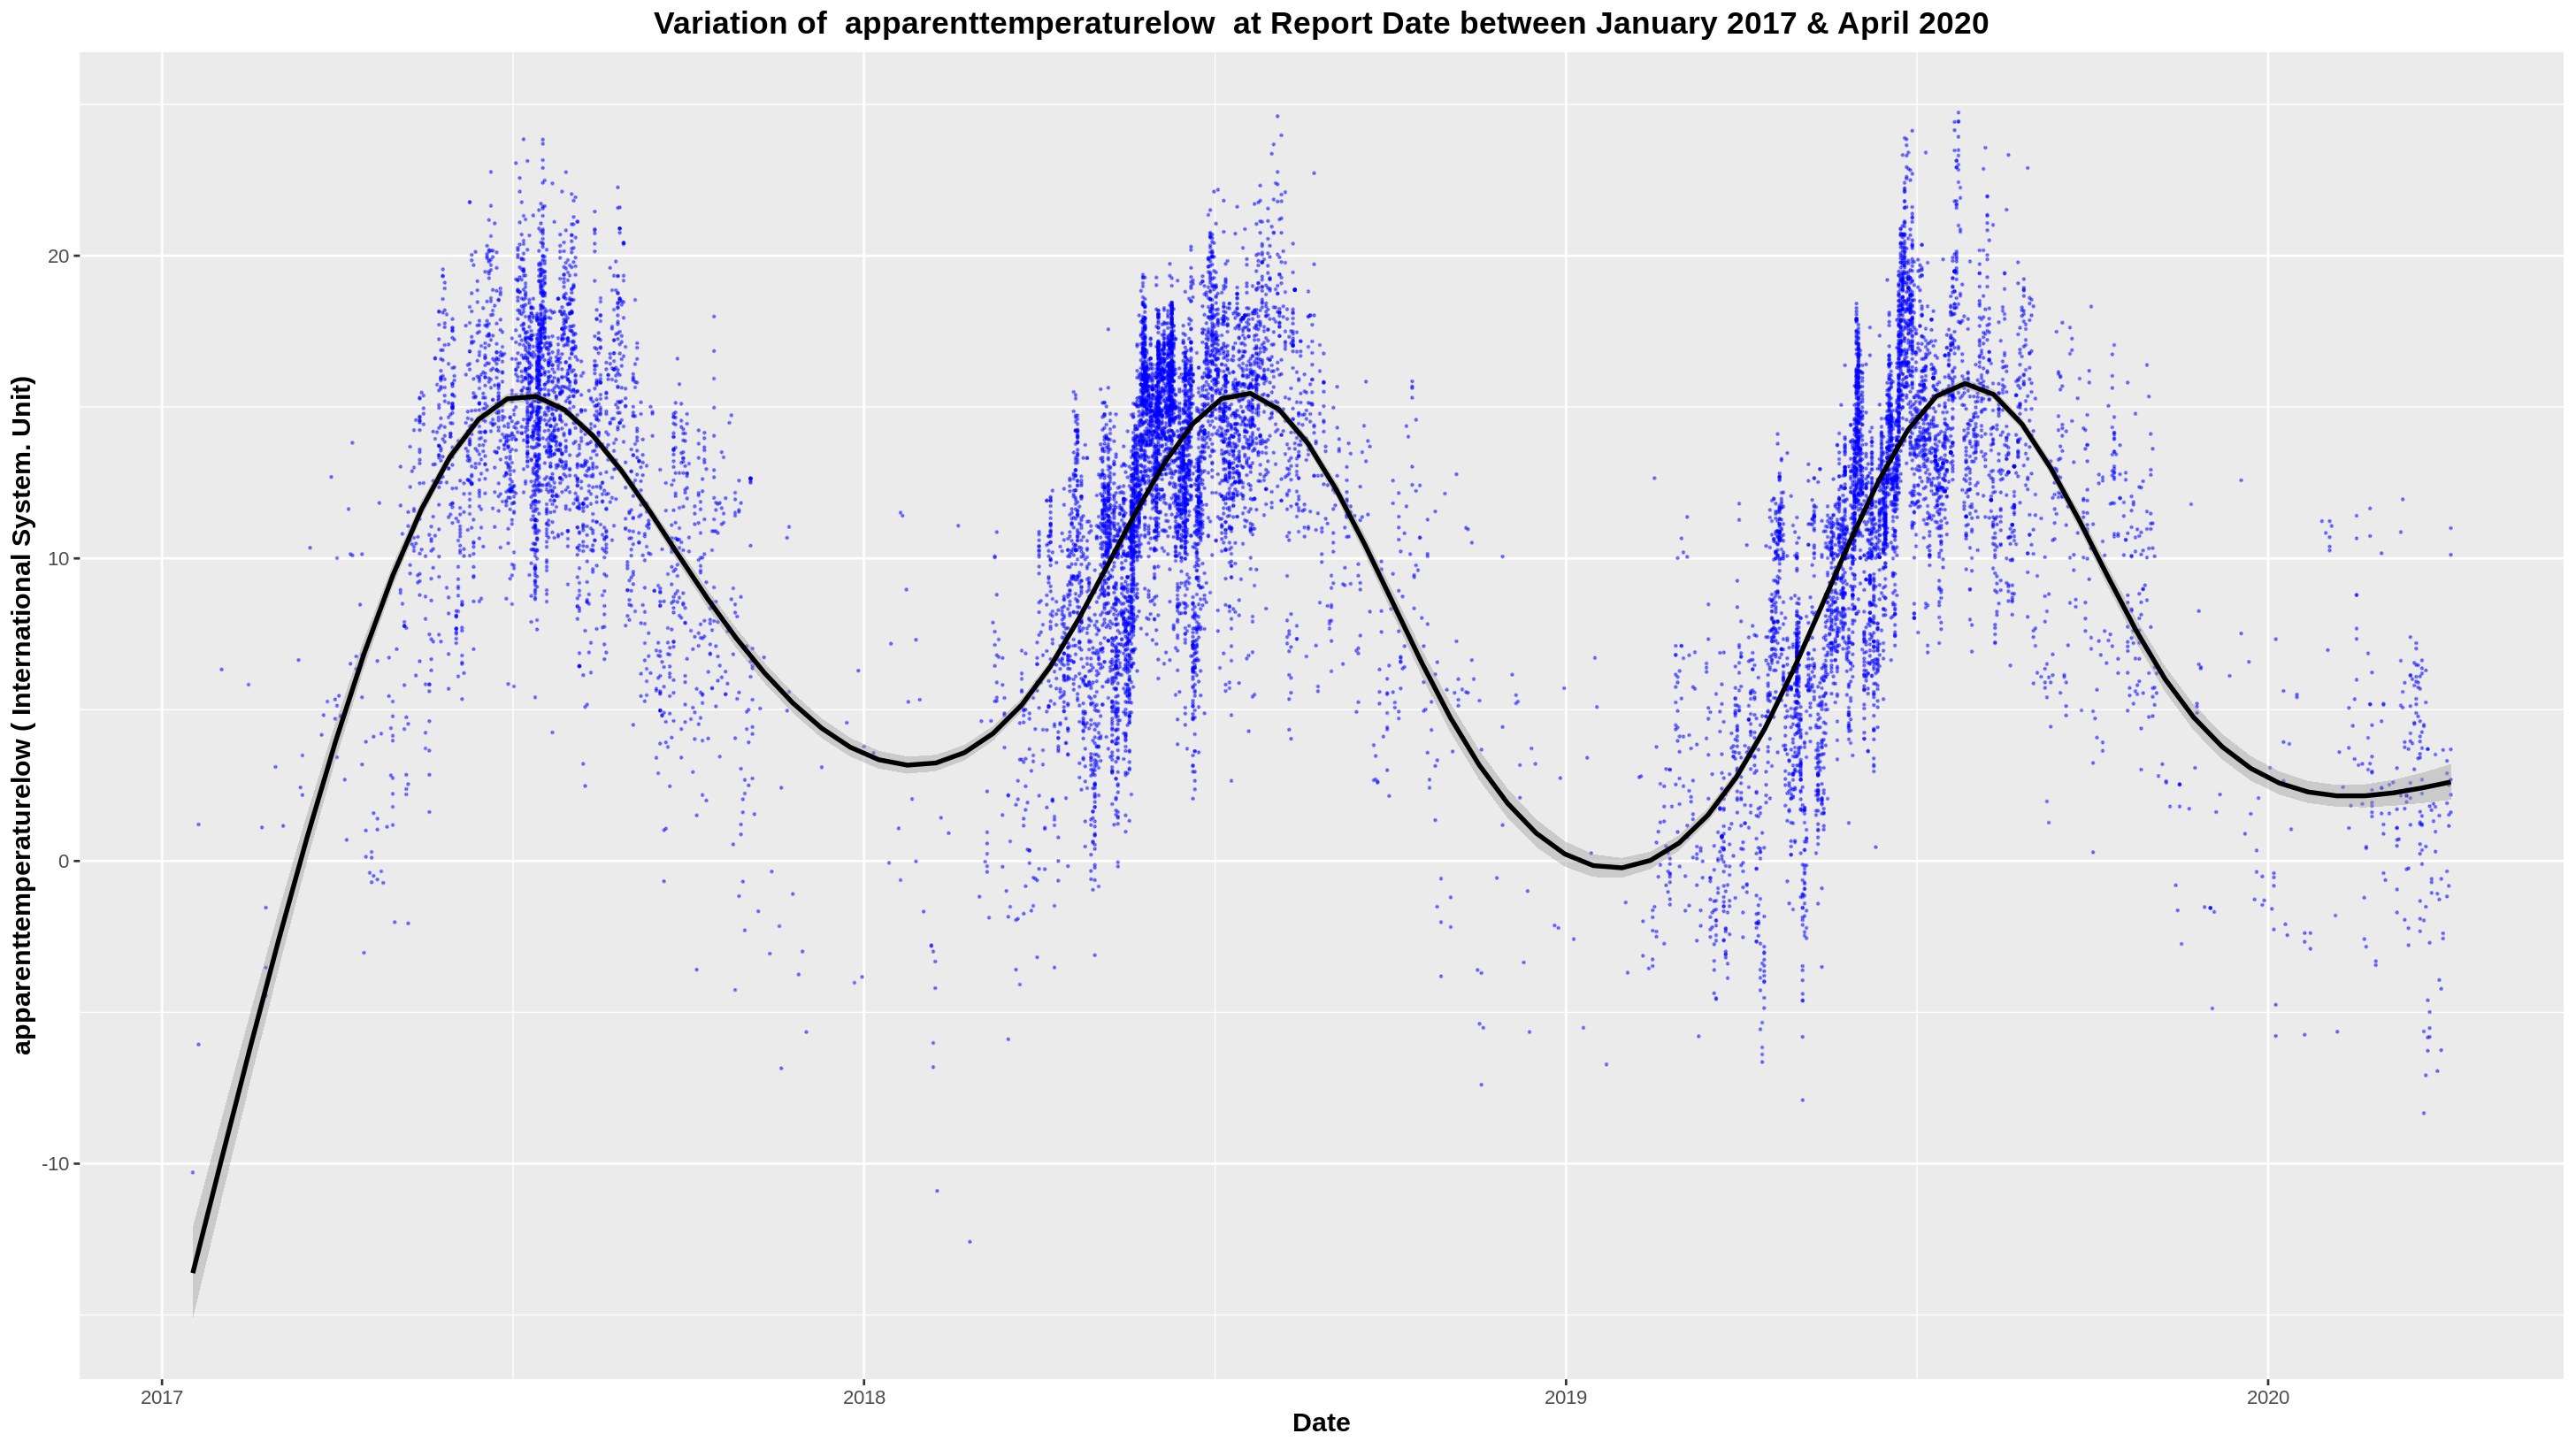 Variation of  apparenttemperaturelow  at Report Date between January 2017 & April 2020
apparenttemperaturelow ( International System. Unit)
20
10
0
-10
2017
2018
2019
2020
Date